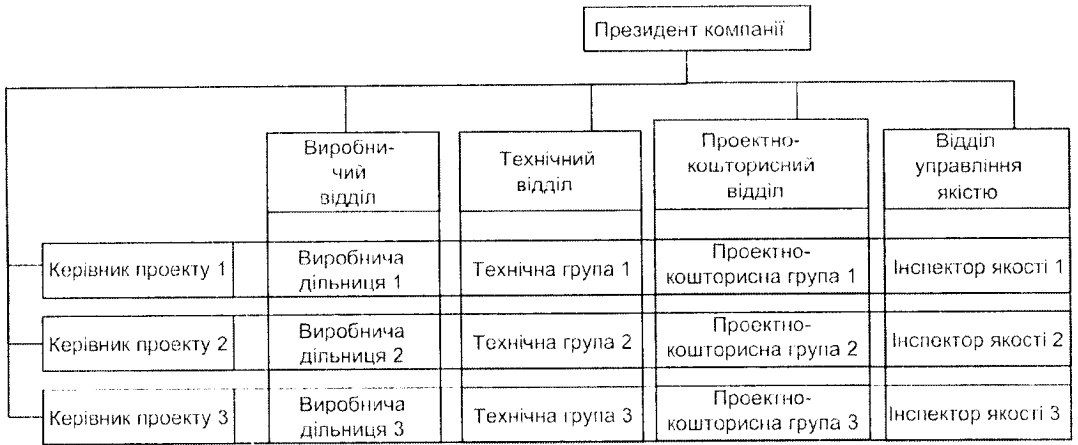 Президент компанії
Виробни-
чий
відділ
Технічний
відділ
Проектно-
кошторисний
відділ
Відділ
управління
якістю
Керівник проекту 1
Виробнича
дільниця 1
Технічна група 1
Проектно-
кошторисна група 1
Інспектор якості 1
Керівник проекту 2
Виробнича
дільниця 2
Технічна група 2
Проектно-
кошторисна група 2
Інспектор якості 2
Керівник проекту 3
Виробнича
дільниця 3
Технічна група 3
Проектно-
кошторисна група 3
Інспектор якості 3